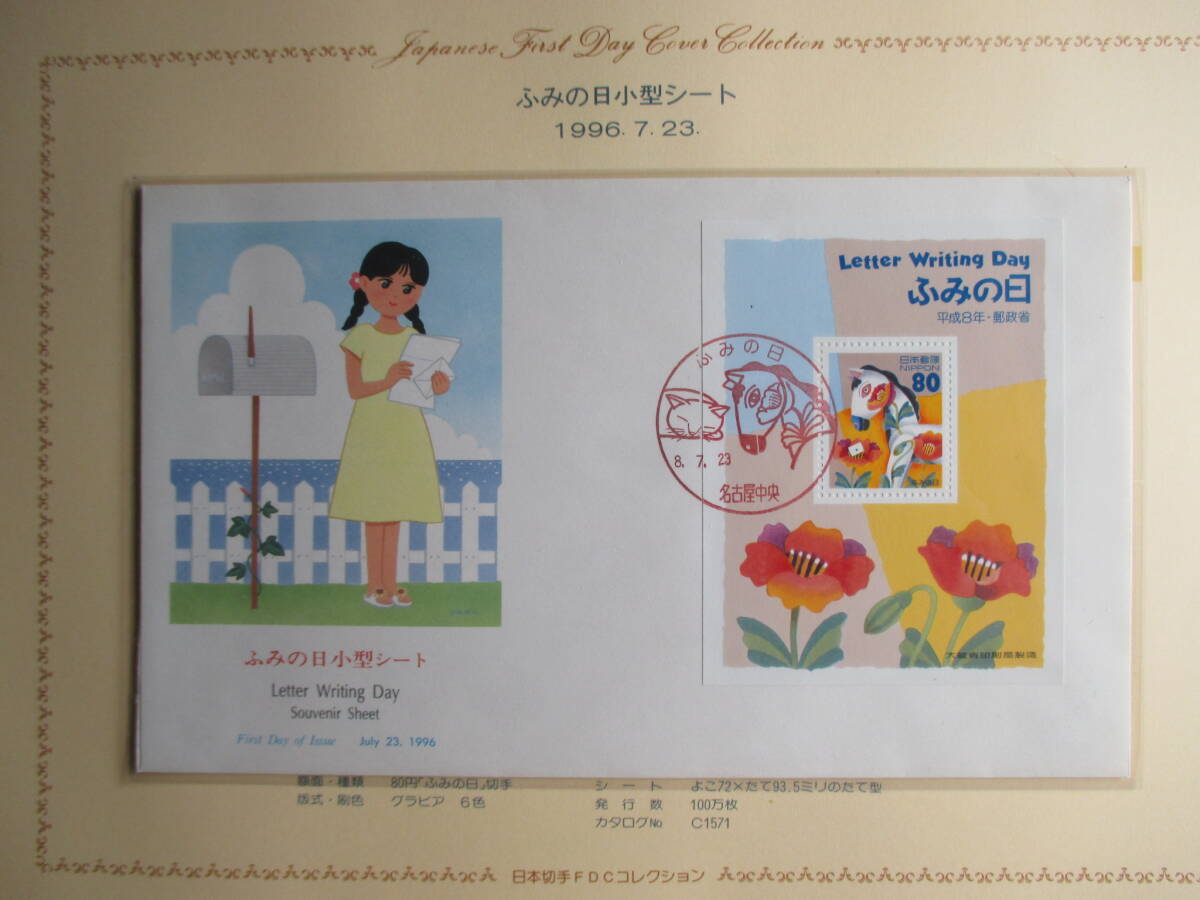 Japanese First Day Cover Collection
ふみの日小型シート
1996.7.23.
Letter Writing Day
ふみの日
平成8年・郵政省
日本郵便
NIPPON
80
ふみの日
8.7.23
名古屋中央
大蔵省印刷局製造
ふみの日小型シート
Letter Writing Day
Souvenir Sheet
First Day of Issue July 23, 1996
額面・種類 80円「ふみの日」切手
版式・刷色 グラビア 6色
シート よこ72×たて93.5ミリのたて型
発行数 100万枚
カタログNo C1571
日本切手FDCコレクション